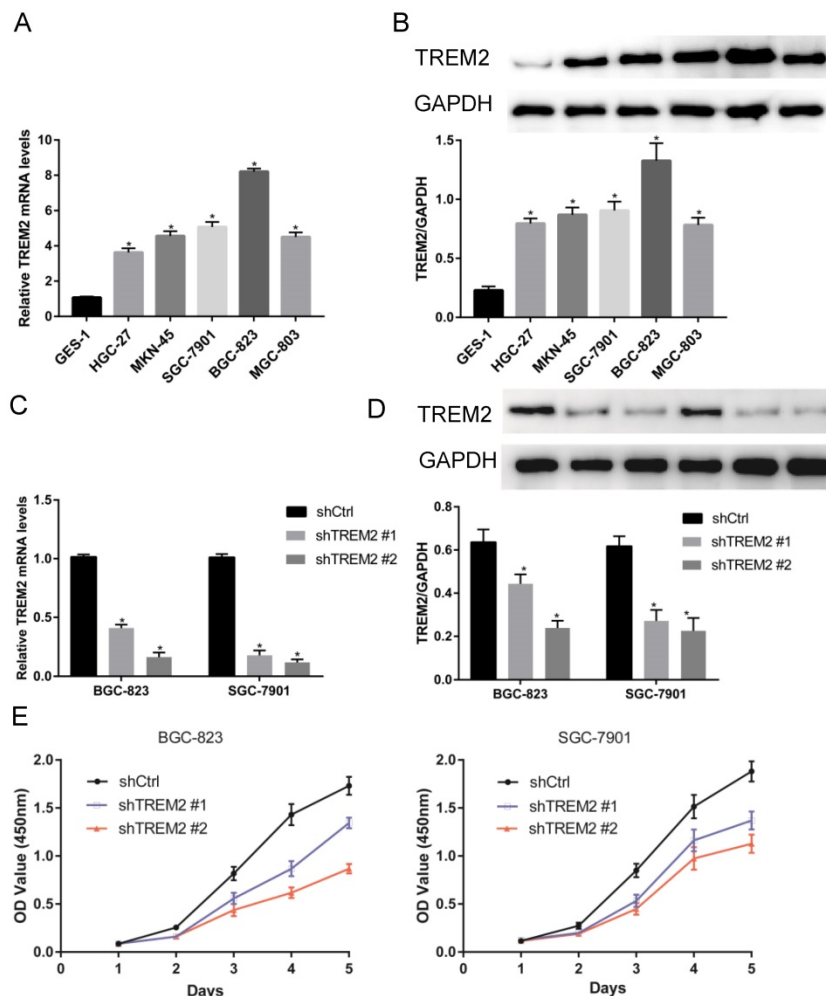 A
Relative TREM2 mRNA levels
10
8
6
4
2
0
*
*
*
*
*
GES-1
HGC-27
MKN-45
SGC-7901
BGC-823
MGC-803
B
TREM2
GAPDH
TREM2/GAPDH
1.5
1.0
0.5
0.0
*
*
*
*
*
GES-1
HGC-27
MKN-45
SGC-7901
BGC-823
MGC-803
C
Relative TREM2 mRNA levels
1.5
1.0
0.5
0.0
shCtrl
shTREM2 #1
shTREM2 #2
*
*
*
*
BGC-823
SGC-7901
D
TREM2
GAPDH
TREM2/GAPDH
0.8
0.6
0.4
0.2
0.0
shCtrl
shTREM2 #1
shTREM2 #2
*
*
*
*
BGC-823
SGC-7901
E
BGC-823
OD Value (450nm)
2.0
1.5
1.0
0.5
0.0
shCtrl
shTREM2 #1
shTREM2 #2
0 1 2 3 4 5
Days
SGC-7901
OD Value (450nm)
2.0
1.5
1.0
0.5
0.0
shCtrl
shTREM2 #1
shTREM2 #2
0 1 2 3 4 5
Days